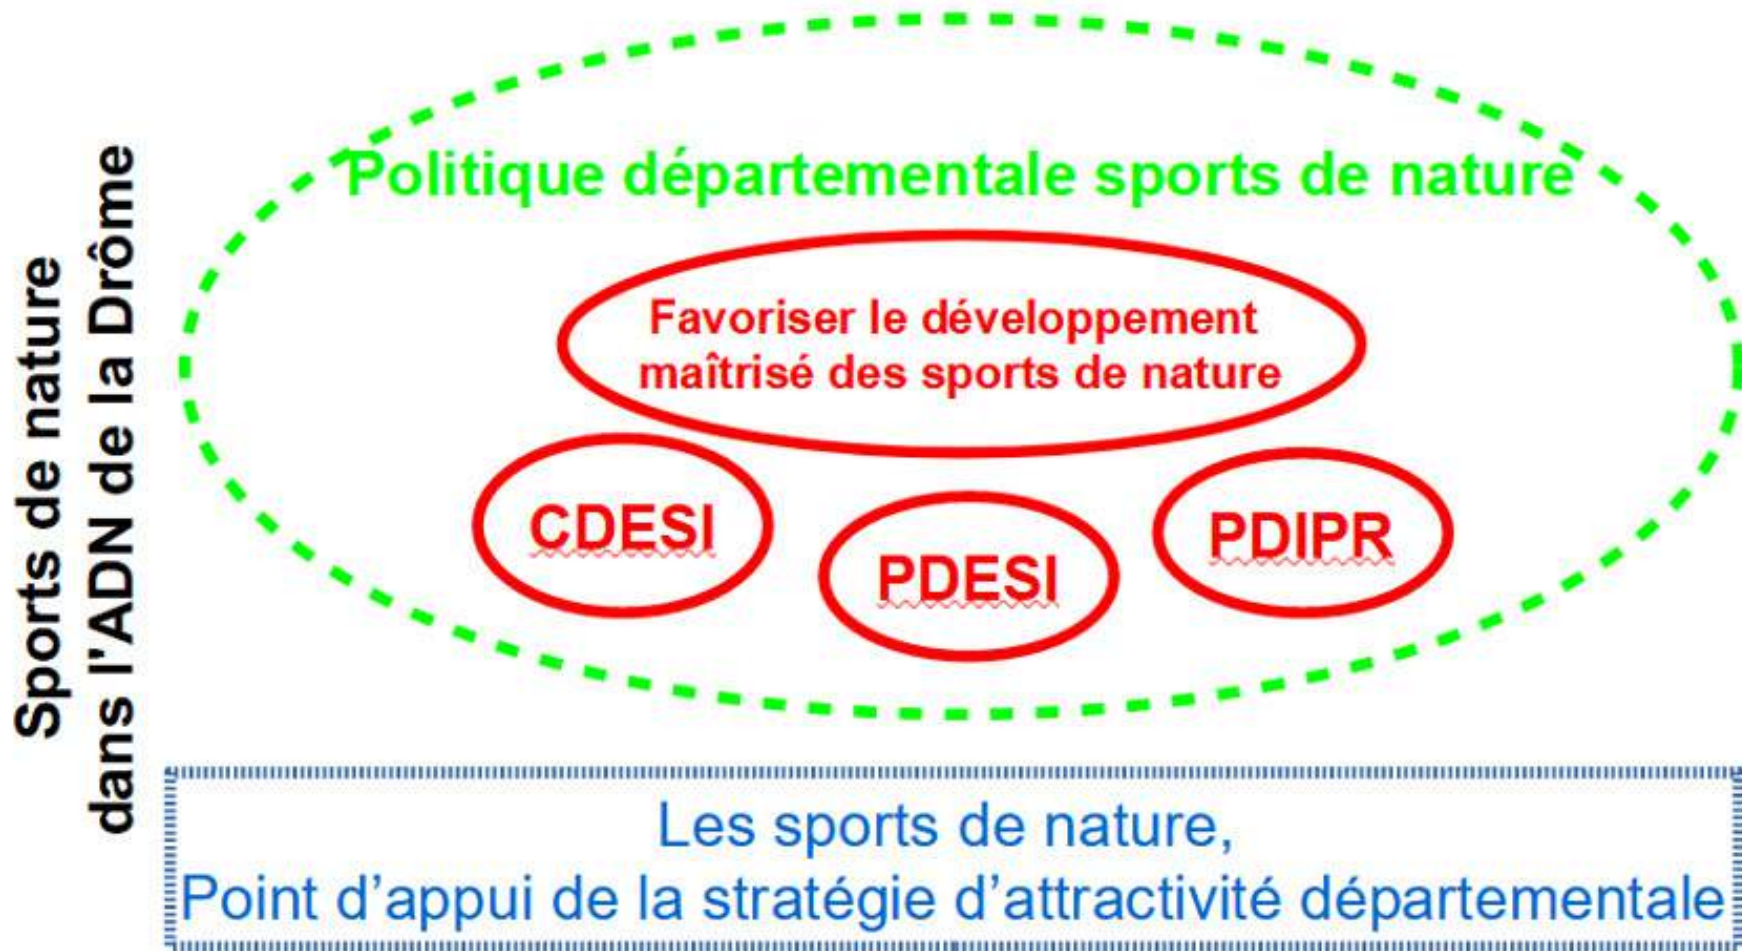 Sports de nature
dans l'ADN de la Drôme
Politique départementale sports de nature
Favoriser le développement
maîtrisé des sports de nature
CDESI
PDESI
PDIPR
Les sports de nature,
Point d’appui de la stratégie d’attractivité départementale